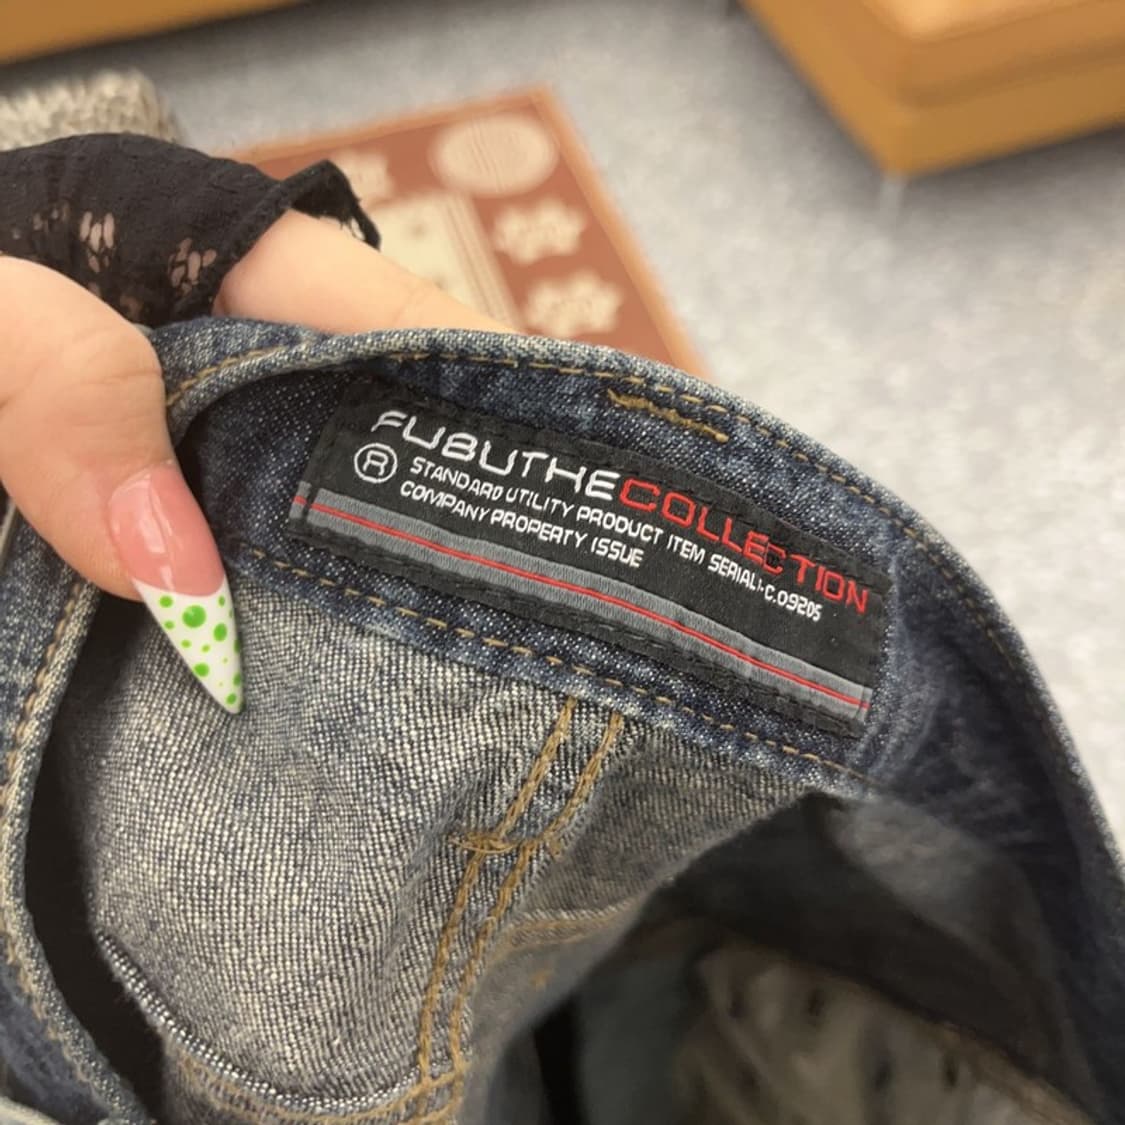 FUBUTHECOLLECTION
® STANDARD UTILITY PRODUCT ITEM SERIAL:C.09205
COMPANY PROPERTY ISSUE